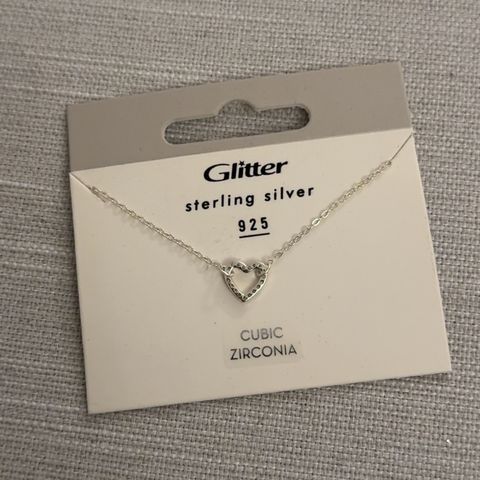 Glitter
sterling silver
925
CUBIC
ZIRCONIA